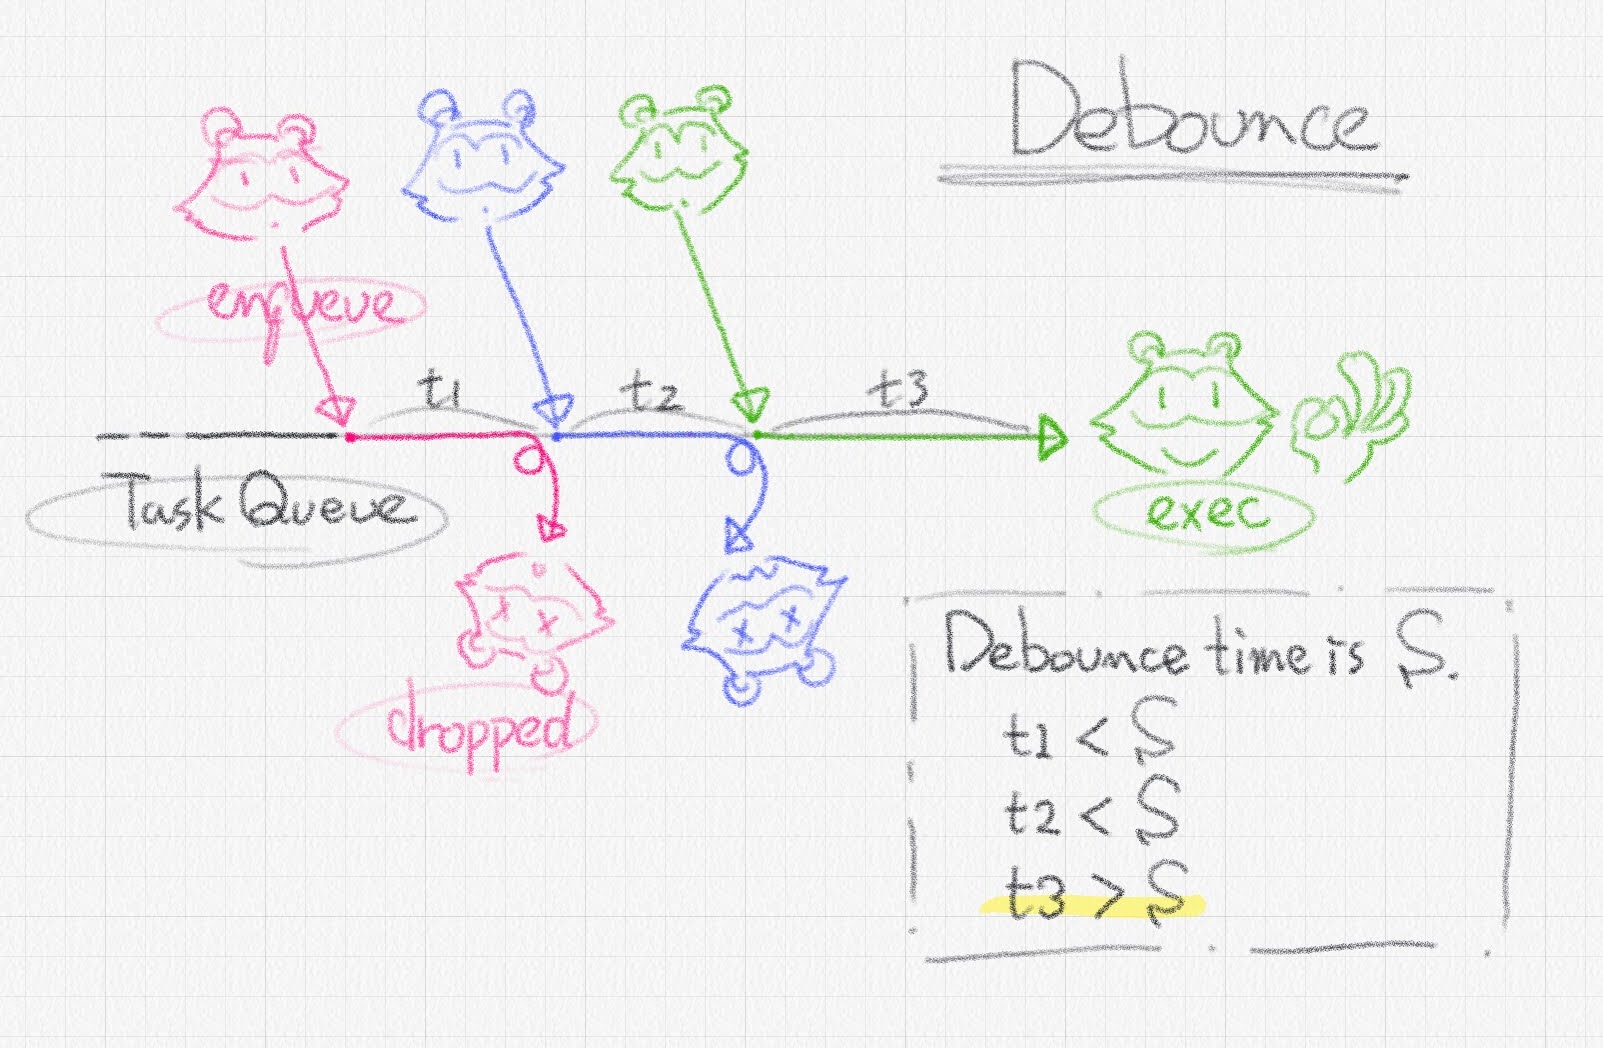 Debounce
enqueue
t1
t2
t3
Task Queue
exec
dropped
Debounce time is S.
t1 < S
t2 < S
t3 > S